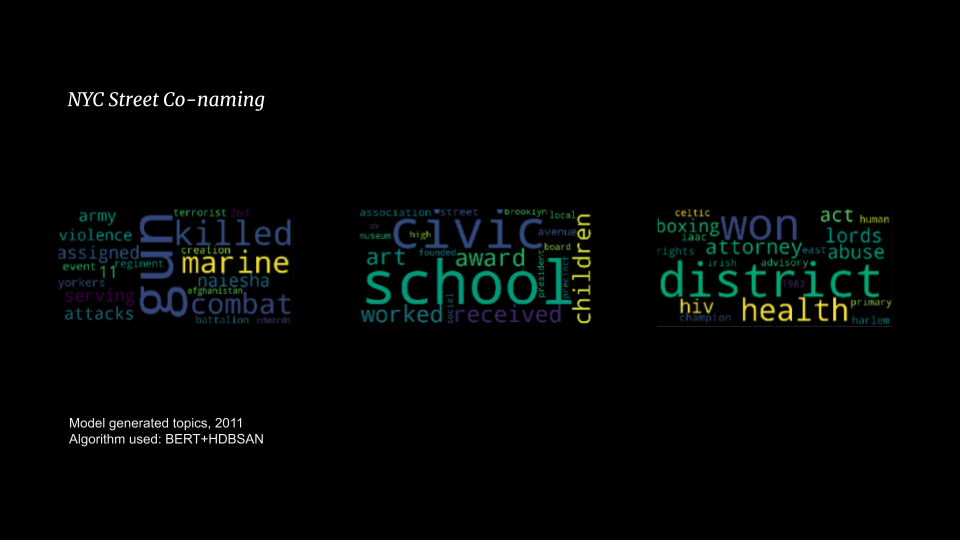 NYC Street Co-naming
terrorist 2nd
army
gun
killed
violence
creation
assigned
marine
event 11 regiment
naiesha
yorkers
afghanistan
serving
combat
attacks
battalion edwards
association street brooklyn local
dr
civic
avenue
museum high
children
art founded award board
school
president
precinct
social
worked received
celtic
won
act human
boxing
iaac
lords
attorney
rights
east abuse
irish advisory
district
1982
hiv
health
primary
champion
harlem
Model generated topics, 2011
Algorithm used: BERT+HDBSAN